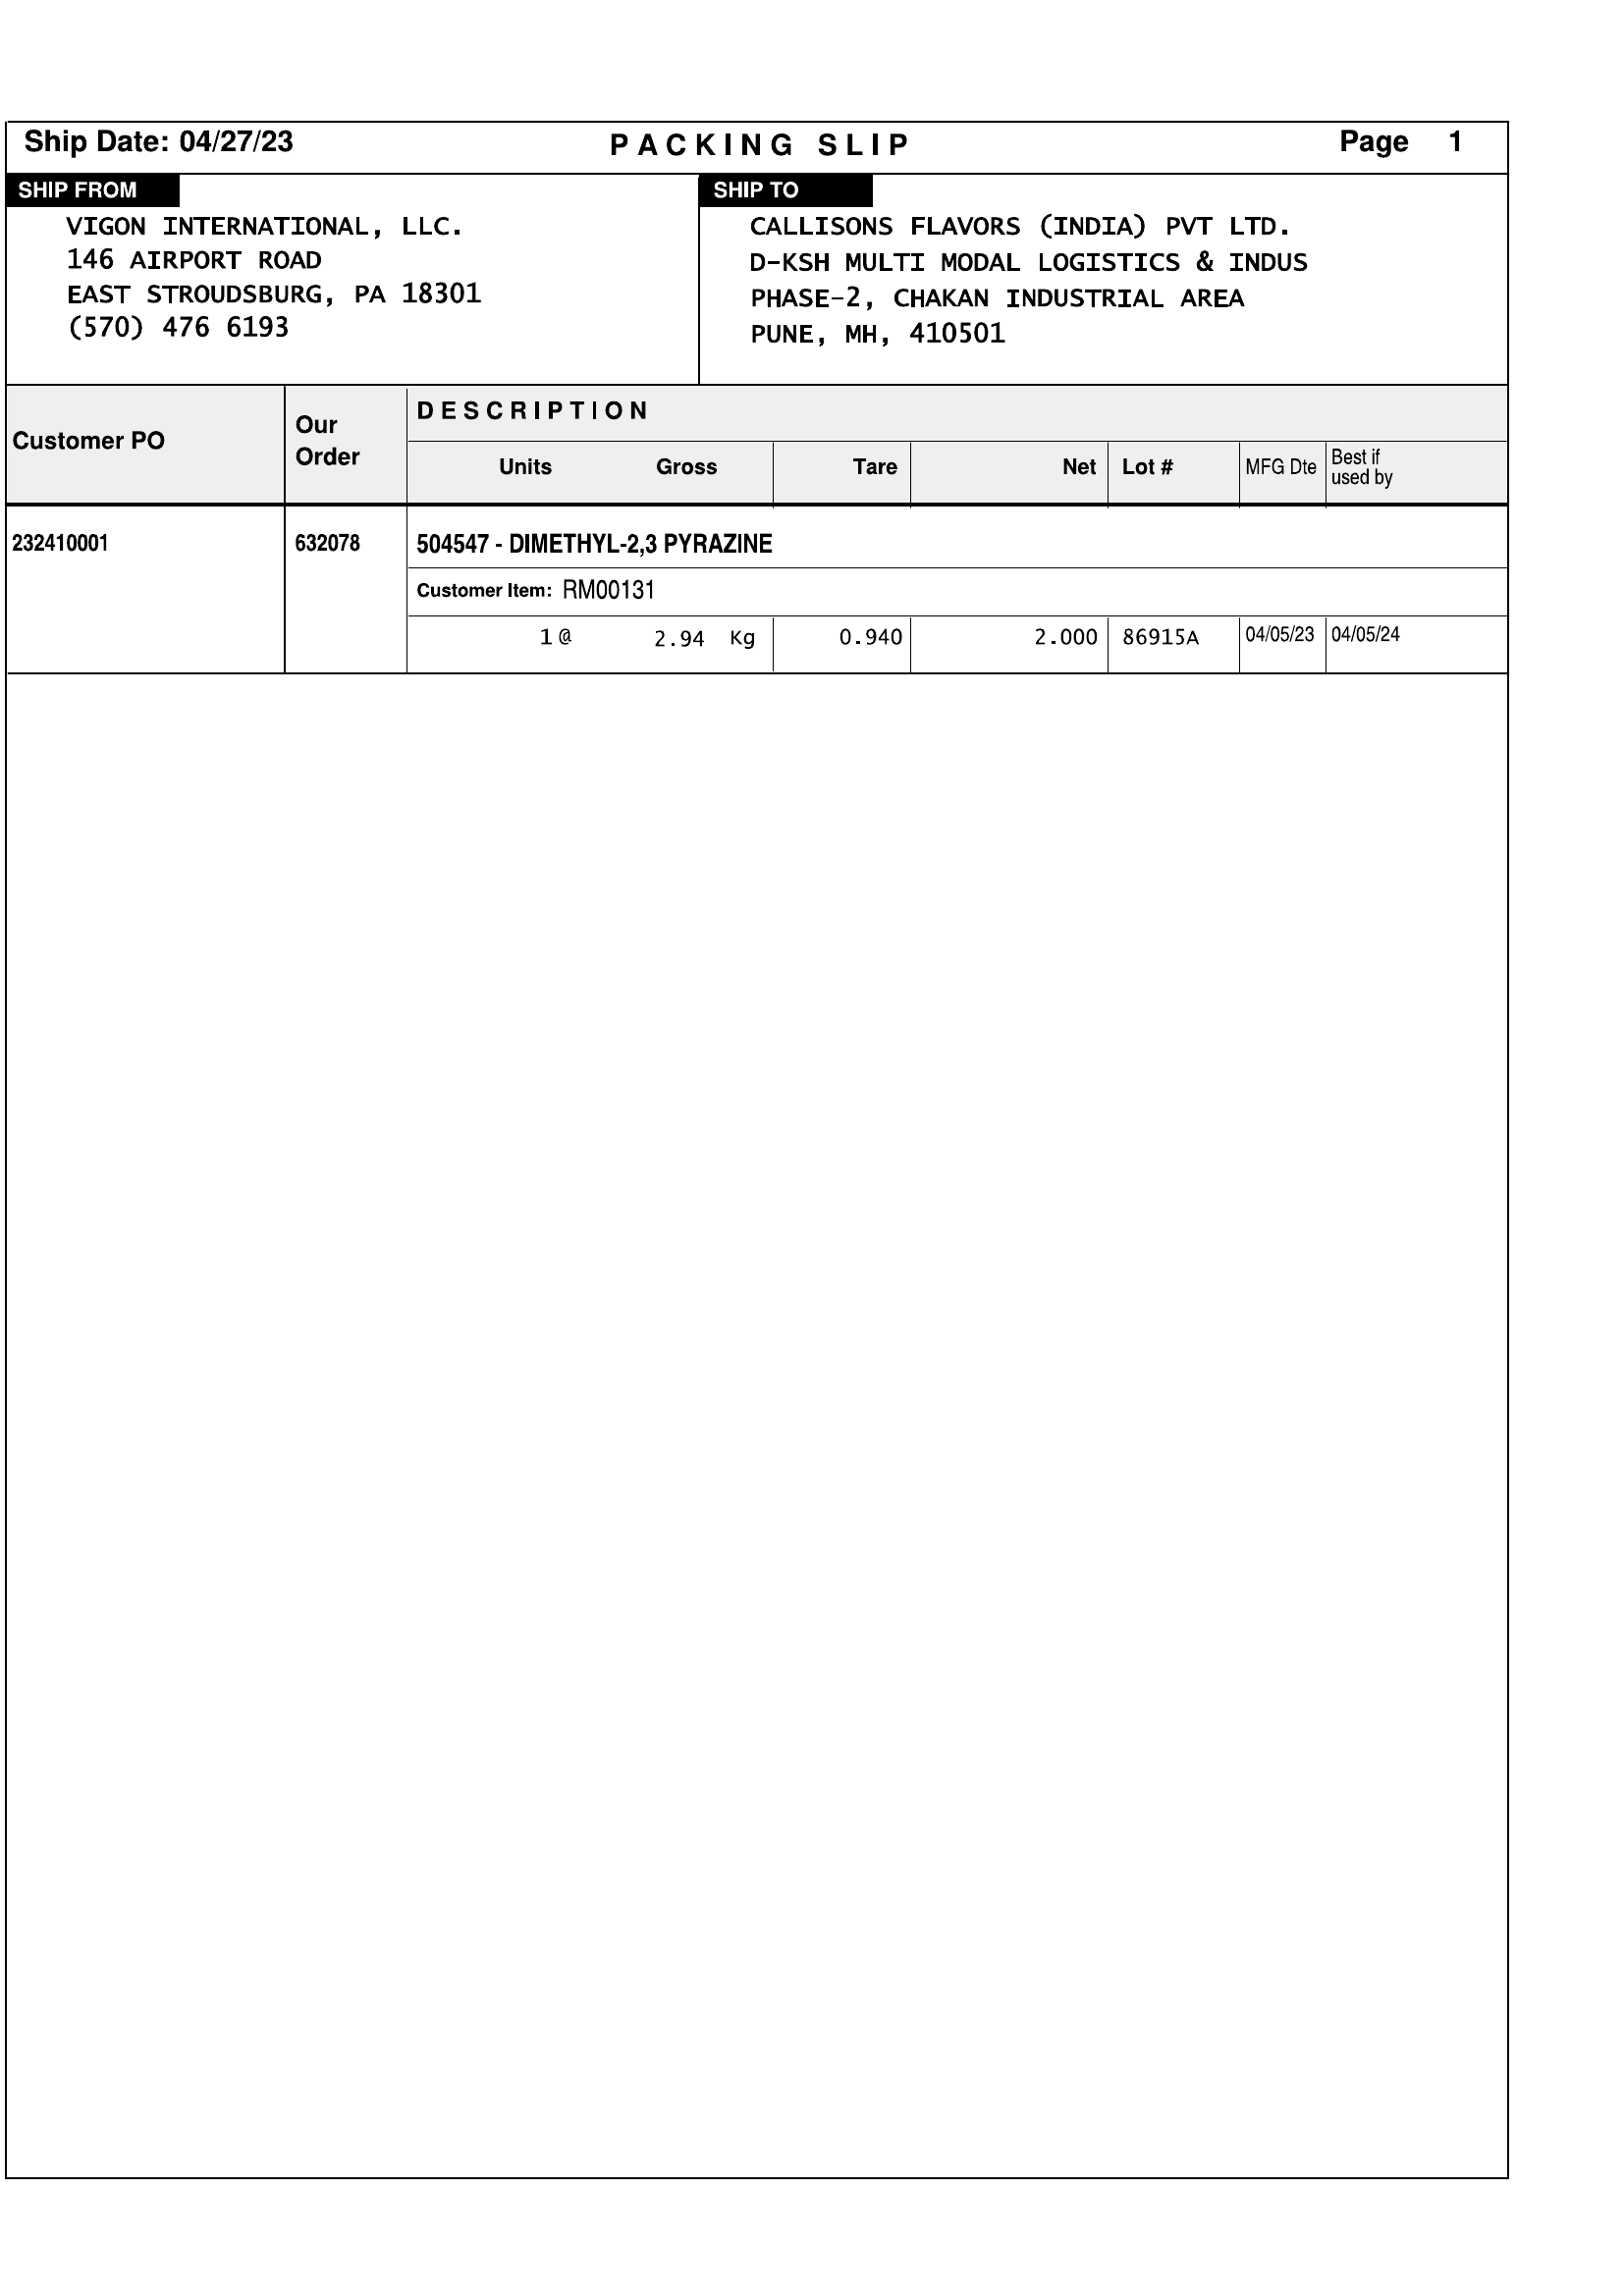 Ship Date: 04/27/23
PACKING SLIP
Page 1
SHIP FROM
VIGON INTERNATIONAL, LLC.
146 AIRPORT ROAD
EAST STROUDSBURG, PA 18301
(570) 476 6193
SHIP TO
CALLISONS FLAVORS (INDIA) PVT LTD.
D-KSH MULTI MODAL LOGISTICS & INDUS
PHASE-2, CHAKAN INDUSTRIAL AREA
PUNE, MH, 410501
Customer PO
Our
Order
DESCRIPTION
Units Gross Tare Net Lot # MFG Dte Best if
used by
232410001 632078 504547 - DIMETHYL-2,3 PYRAZINE
Customer Item: RM00131
1 @ 2.94 Kg 0.940 2.000 86915A 04/05/23 04/05/24